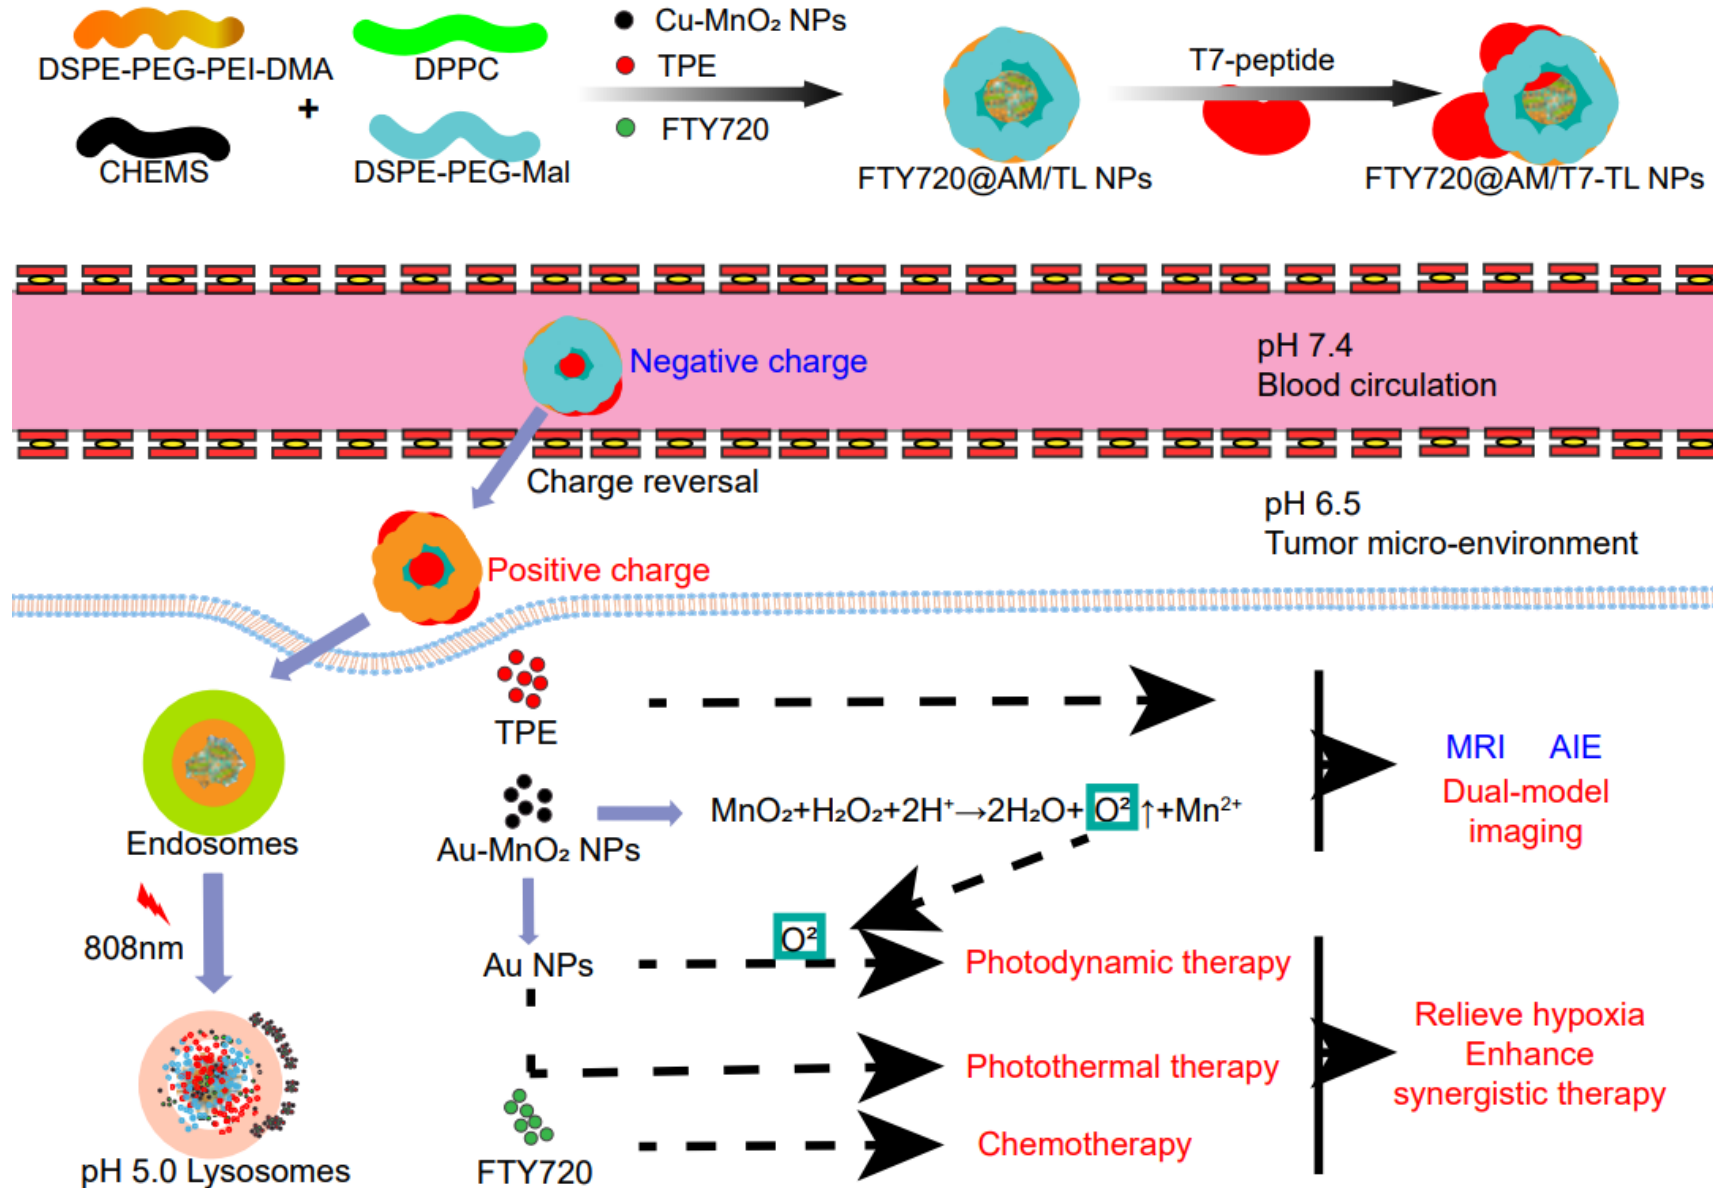 DSPE-PEG-PEI-DMA
+
DPPC
CHEMS
DSPE-PEG-Mal
Cu-MnO₂ NPs
TPE
FTY720
FTY720@AM/TL NPs
T7-peptide
FTY720@AM/T7-TL NPs
Negative charge
pH 7.4
Blood circulation
Charge reversal
pH 6.5
Tumor micro-environment
Positive charge
TPE
Endosomes
Au-MnO₂ NPs
MnO₂+H₂O₂+2H⁺→2H₂O+ O² ↑+Mn²⁺
MRI AIE
Dual-model
imaging
808nm
O²
Au NPs
Photodynamic therapy
Photothermal therapy
Relieve hypoxia
Enhance
synergistic therapy
Chemotherapy
FTY720
pH 5.0 Lysosomes